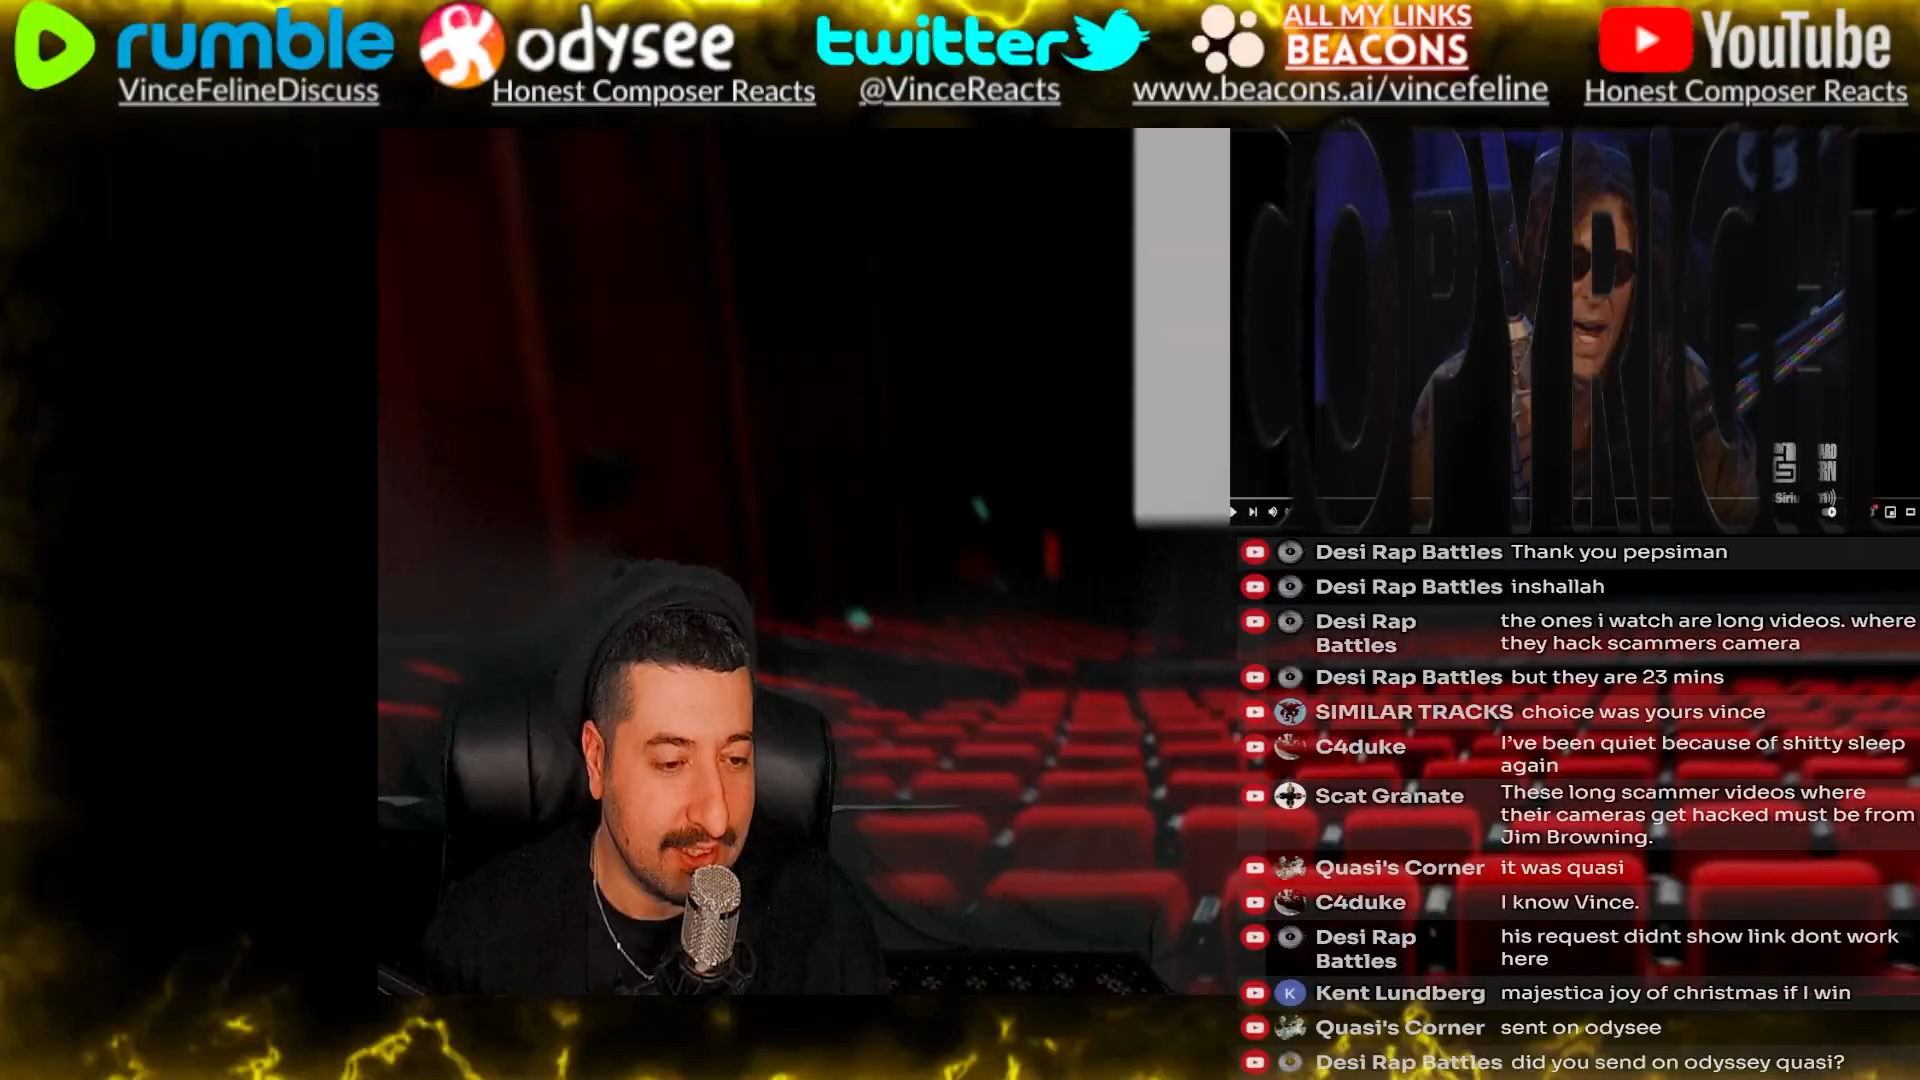 rumble
VinceFelineDiscuss
odysee
Honest Composer Reacts
twitter
@VinceReacts
ALL MY LINKS
BEACONS
www.beacons.ai/vincefeline
YouTube
Honest Composer Reacts
COPYRIG
Desi Rap Battles Thank you pepsiman
Desi Rap Battles inshallah
Desi Rap Battles the ones i watch are long videos. where
they hack scammers camera
Desi Rap Battles but they are 23 mins
SIMILAR TRACKS choice was yours vince
C4duke I've been quiet because of shitty sleep
again
Scat Granate These long scammer videos where
their cameras get hacked must be from
Jim Browning.
Quasi's Corner it was quasi
C4duke I know Vince.
Desi Rap Battles his request didnt show link dont work
here
K Kent Lundberg majestica joy of christmas if I win
Quasi's Corner sent on odysee
Desi Rap Battles did you send on odyssey quasi?